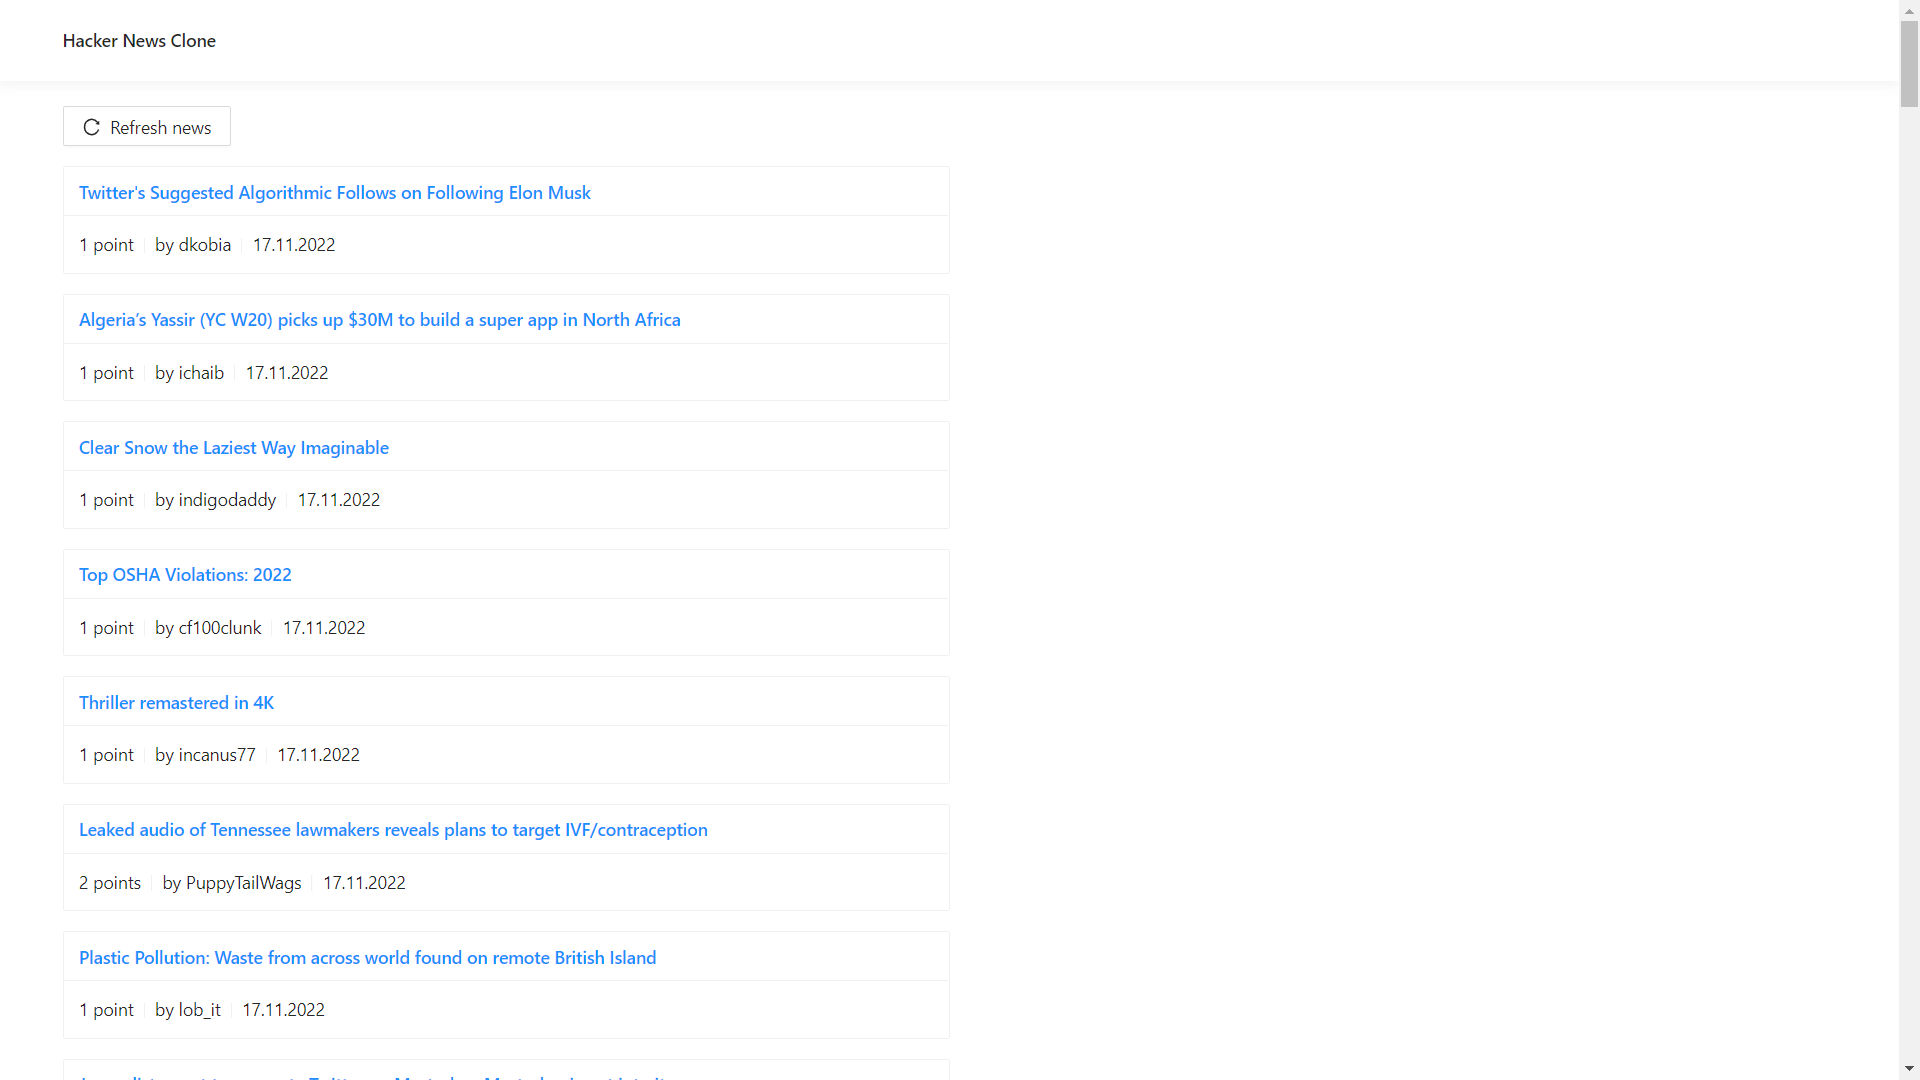 Hacker News Clone
Refresh news
Twitter's Suggested Algorithmic Follows on Following Elon Musk
1 point by dkobia 17.11.2022
Algeria’s Yassir (YC W20) picks up $30M to build a super app in North Africa
1 point by ichaib 17.11.2022
Clear Snow the Laziest Way Imaginable
1 point by indigodaddy 17.11.2022
Top OSHA Violations: 2022
1 point by cf100clunk 17.11.2022
Thriller remastered in 4K
1 point by incanus77 17.11.2022
Leaked audio of Tennessee lawmakers reveals plans to target IVF/contraception
2 points by PuppyTailWags 17.11.2022
Plastic Pollution: Waste from across world found on remote British Island
1 point by lob_it 17.11.2022